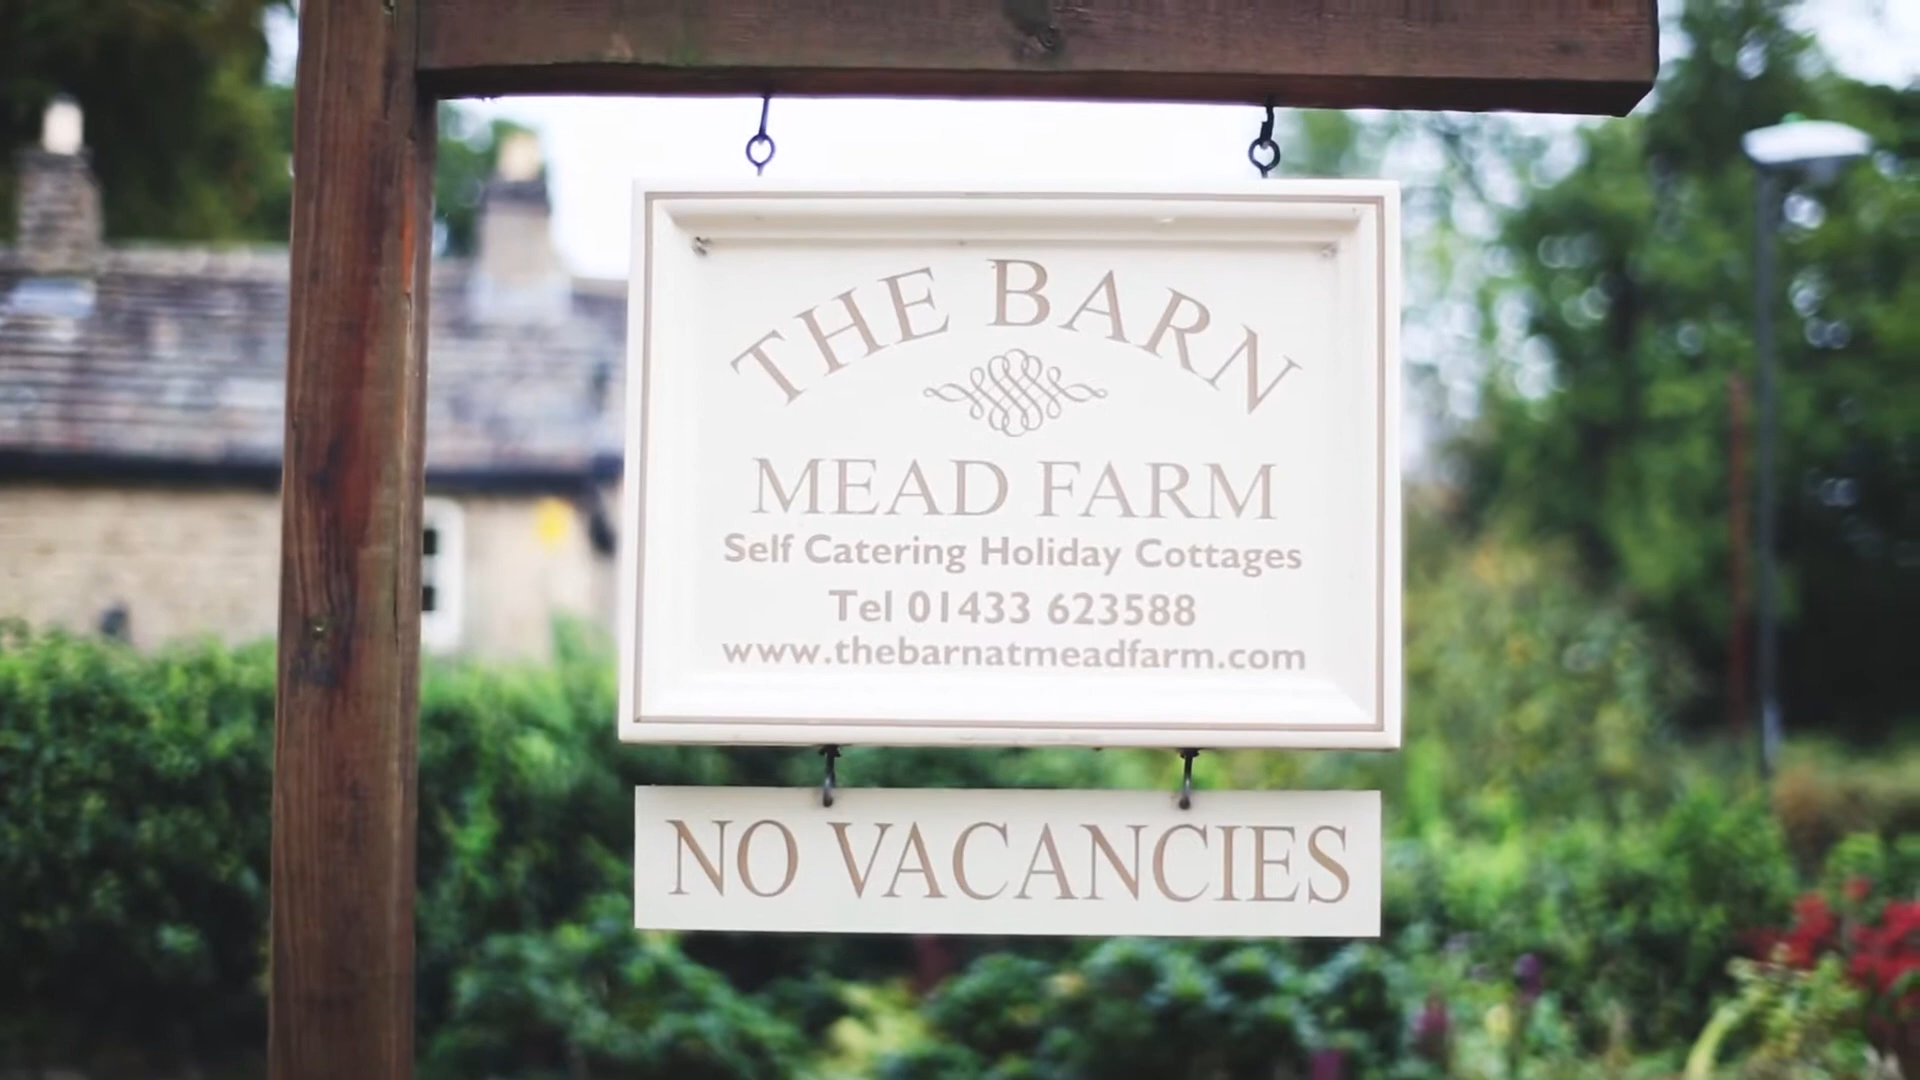 THE BARN
MEAD FARM
Self Catering Holiday Cottages
Tel 01433 623588
www.thebarnatmeadfarm.com
NO VACANCIES